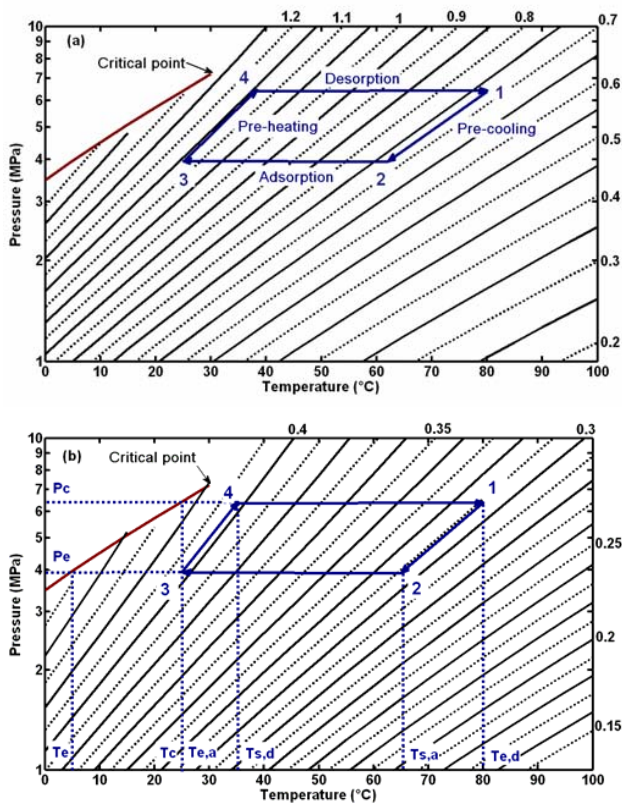 1.2 1.1 1 0.9 0.8 0.7
10 (a)
Critical point
9
8
7
4 Desorption
6 1 0.6
Pre-heating Pre-cooling
5 0.5
4
3 Adsorption 2
3 0.4
Pressure (MPa)
2
0.3
0.2
1
0 10 20 30 40 50 60 70 80 90 100
Temperature (°C)
0.4 0.35 0.3
10 (b)
Critical point
9
8
7
Pc 4 1
6
5 0.25
Pe
4
3 2
3
0.2
Pressure (MPa)
2
0.15
Te Tc Te,a Ts,d Ts,a Te,d
1
0 10 20 30 40 50 60 70 80 90 100
Temperature (°C)